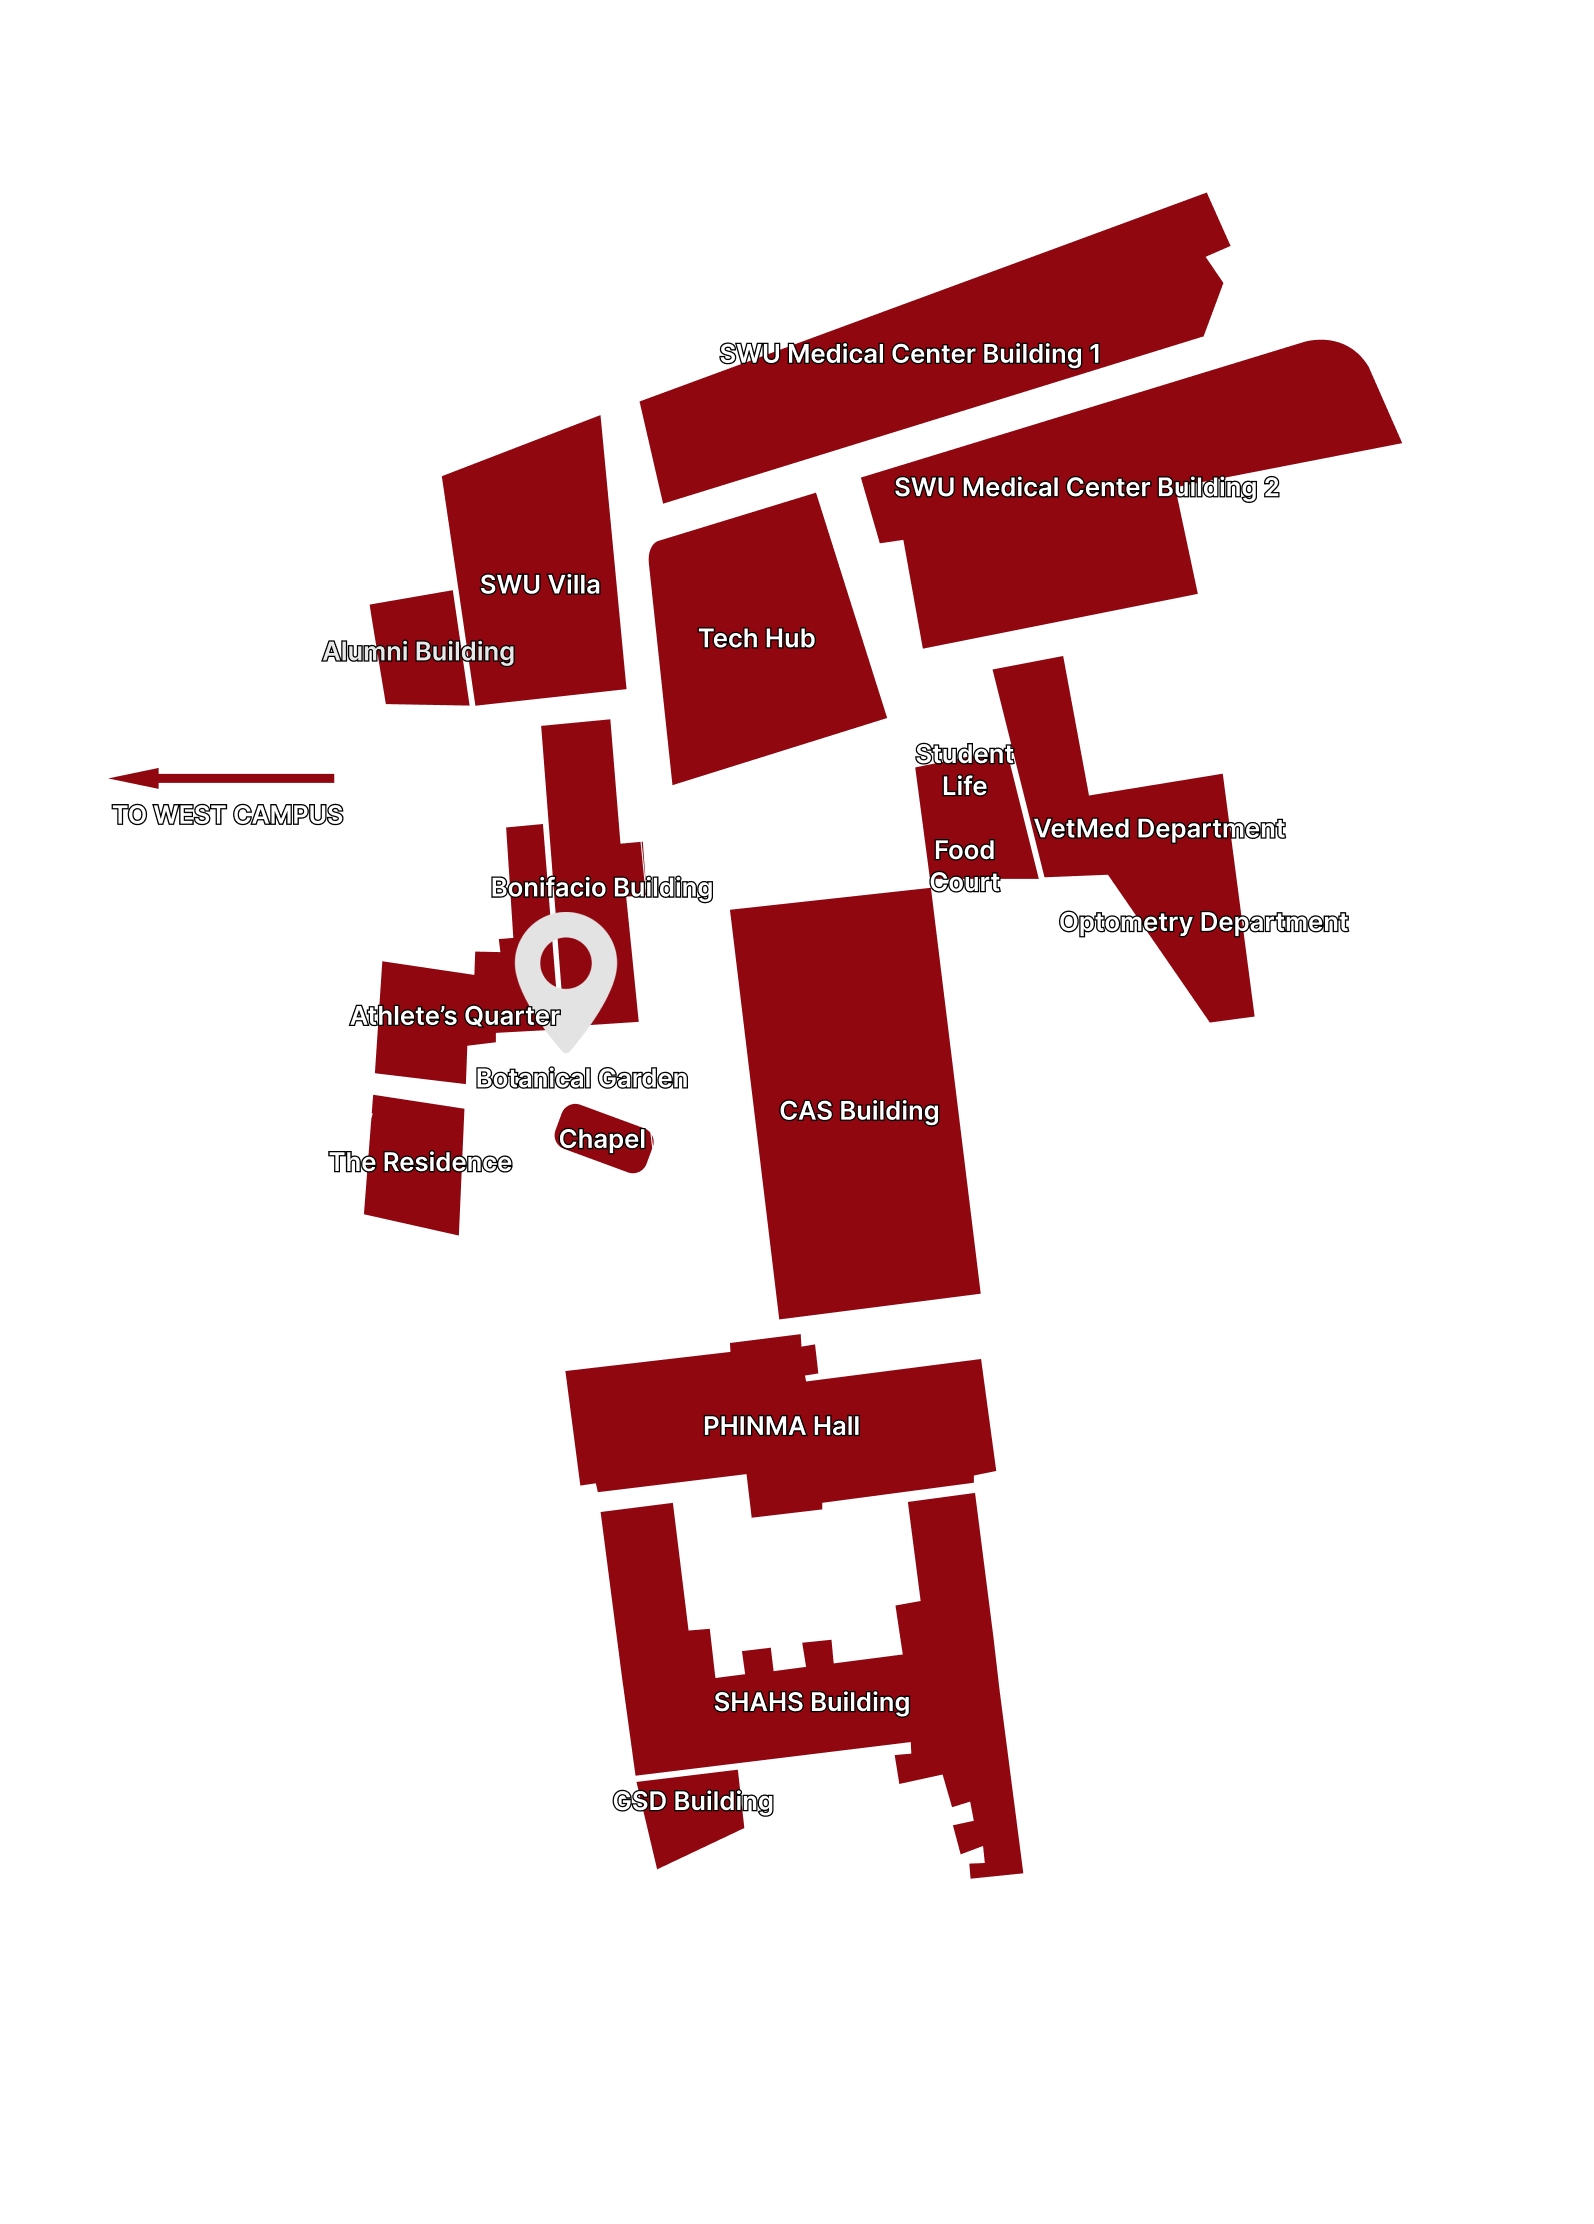 SWU Medical Center Building 1
SWU Medical Center Building 2
SWU Villa
Tech Hub
Alumni Building
Student
Life
TO WEST CAMPUS
VetMed Department
Food
Court
Bonifacio Building
Optometry Department
Athlete’s Quarter
Botanical Garden
CAS Building
Chapel
The Residence
PHINMA Hall
SHAHS Building
GSD Building